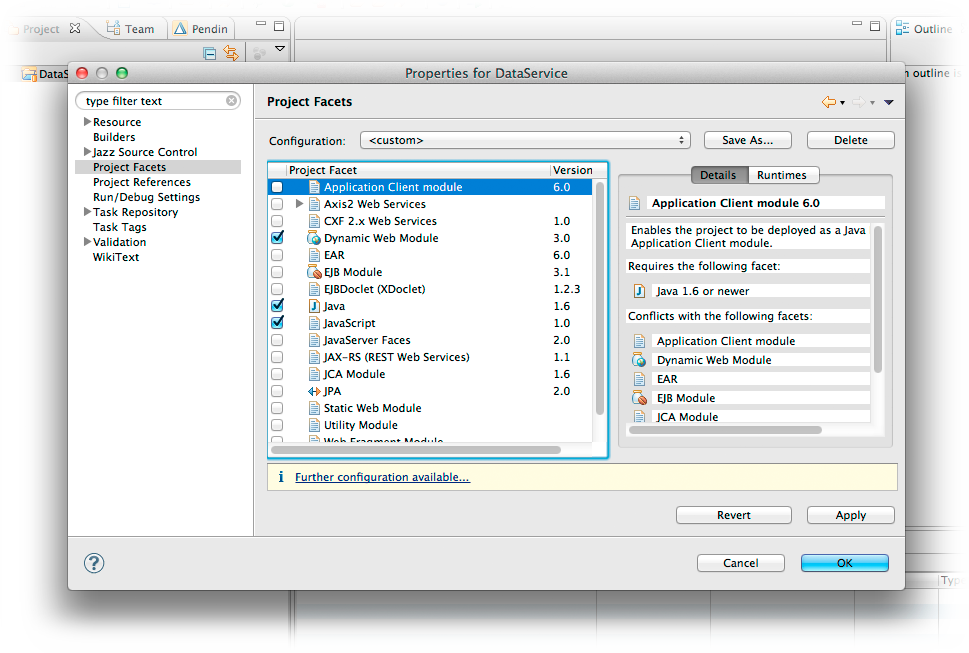 Project
Team
Pendin
Outline
DataS
n outline is
Properties for DataService
type filter text
Resource
Builders
Jazz Source Control
Project Facets
Project References
Run/Debug Settings
Task Repository
Task Tags
Validation
WikiText
Project Facets
Configuration: <custom> Save As... Delete
Project Facet Version
Application Client module 6.0
Axis2 Web Services
CXF 2.x Web Services 1.0
Dynamic Web Module 3.0
EAR 6.0
EJB Module 3.1
EJBDoclet (XDoclet) 1.2.3
Java 1.6
JavaScript 1.0
JavaServer Faces 2.0
JAX-RS (REST Web Services) 1.1
JCA Module 1.6
JPA 2.0
Static Web Module
Utility Module
Web Fragment Module
Details Runtimes
Application Client module 6.0
Enables the project to be deployed as a Java
Application Client module.
Requires the following facet:
Java 1.6 or newer
Conflicts with the following facets:
Application Client module
Dynamic Web Module
EAR
EJB Module
JCA Module
i Further configuration available...
Revert Apply
? Cancel OK
Type